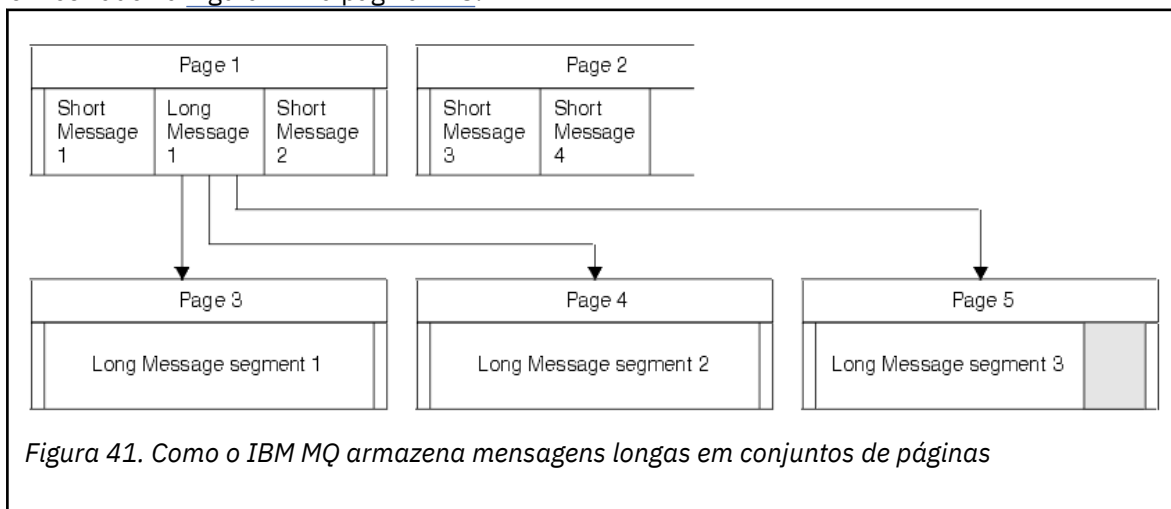 Page 1
Page 2
Short Message 1
Long Message 1
Short Message 2
Short Message 3
Short Message 4
Page 3
Page 4
Page 5
Long Message segment 1
Long Message segment 2
Long Message segment 3
Figura 41. Como o IBM MQ armazena mensagens longas em conjuntos de páginas